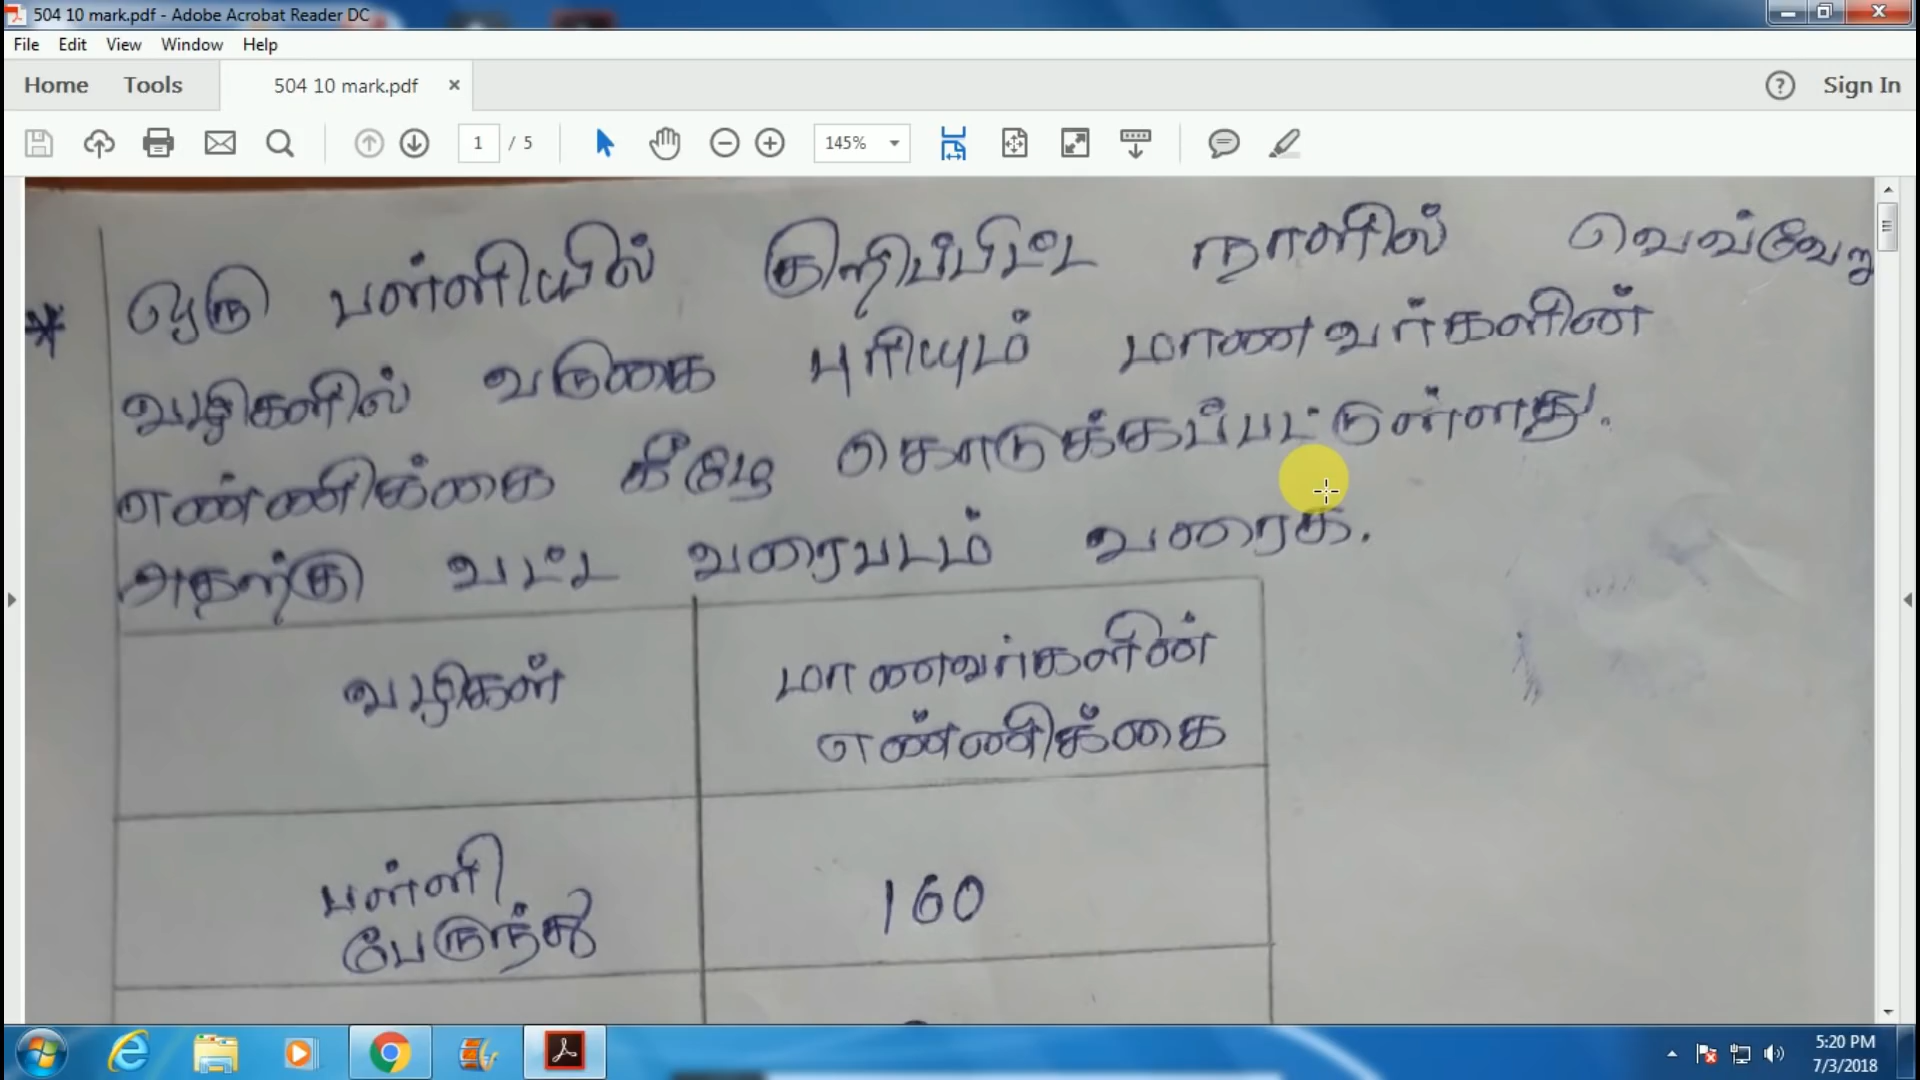 504 10 mark.pdf - Adobe Acrobat Reader DC
File Edit View Window Help
Home Tools 504 10 mark.pdf × Sign In
1 / 5 145%
* ஒரு பள்ளியில் குறிப்பிட்ட நாளில் வெவ்வேறு
வழிகளில் வருகை புரியும் மாணவர்களின்
எண்ணிக்கை கீழே கொடுக்கப்பட்டுள்ளது.
அதற்கு வட்ட வரைபடம் வரைக.
வழிகள்
மாணவர்களின்
எண்ணிக்கை
பள்ளி
பேருந்து
160
5:20 PM
7/3/2018